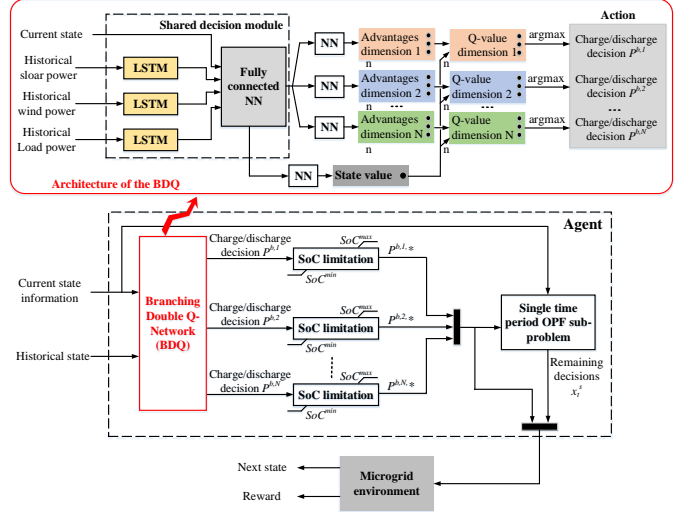 Shared decision module
Action
Current state
Historical
sloar power
LSTM
Historical
wind power
LSTM
Historical
Load power
LSTM
Fully
connected
NN
NN
Advantages
dimension 1
n
Q-value
dimension 1
n
argmax
Charge/discharge
decision P^{b,1}
NN
Advantages
dimension 2
n
Q-value
dimension 2
n
argmax
Charge/discharge
decision P^{b,2}
...
...
...
NN
Advantages
dimension N
n
Q-value
dimension N
n
argmax
Charge/discharge
decision P^{b,N}
NN
State value
Architecture of the BDQ
Agent
Current state
information
Historical state
Branching
Double Q-
Network
(BDQ)
Charge/discharge
decision P^{b,1}
SoC^{max}
SoC limitation
SoC^{min}
P^{b,1,*}
Charge/discharge
decision P^{b,2}
SoC^{max}
SoC limitation
SoC^{min}
P^{b,2,*}
Charge/discharge
decision P^{b,N}
SoC^{max}
SoC limitation
SoC^{min}
P^{b,N,*}
Single time
period OPF sub-
problem
Remaining
decisions
x_t^s
Next state
Reward
Microgrid
environment